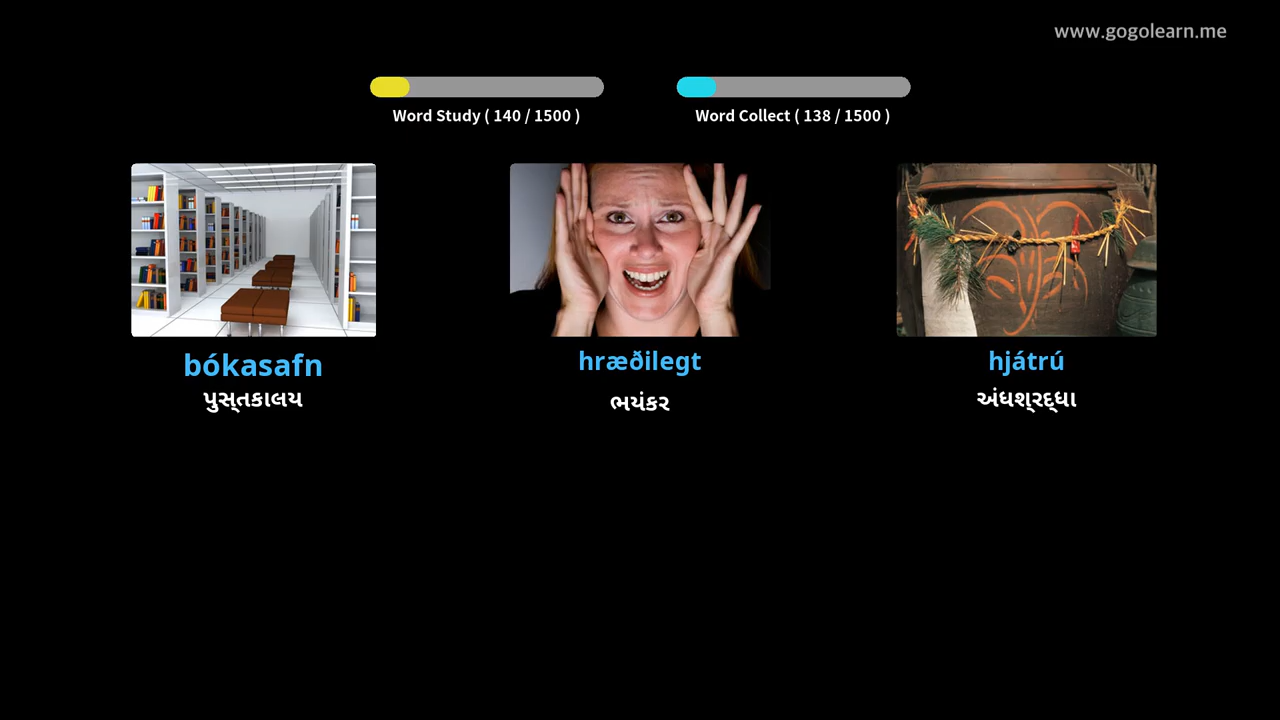 www.gogolearn.me
Word Study ( 140 / 1500 )
Word Collect ( 138 / 1500 )
bókasafn
hræðilegt
hjátrú
પુસ્તકાલય
ભયંકર
અંધશ્રદ્ધા